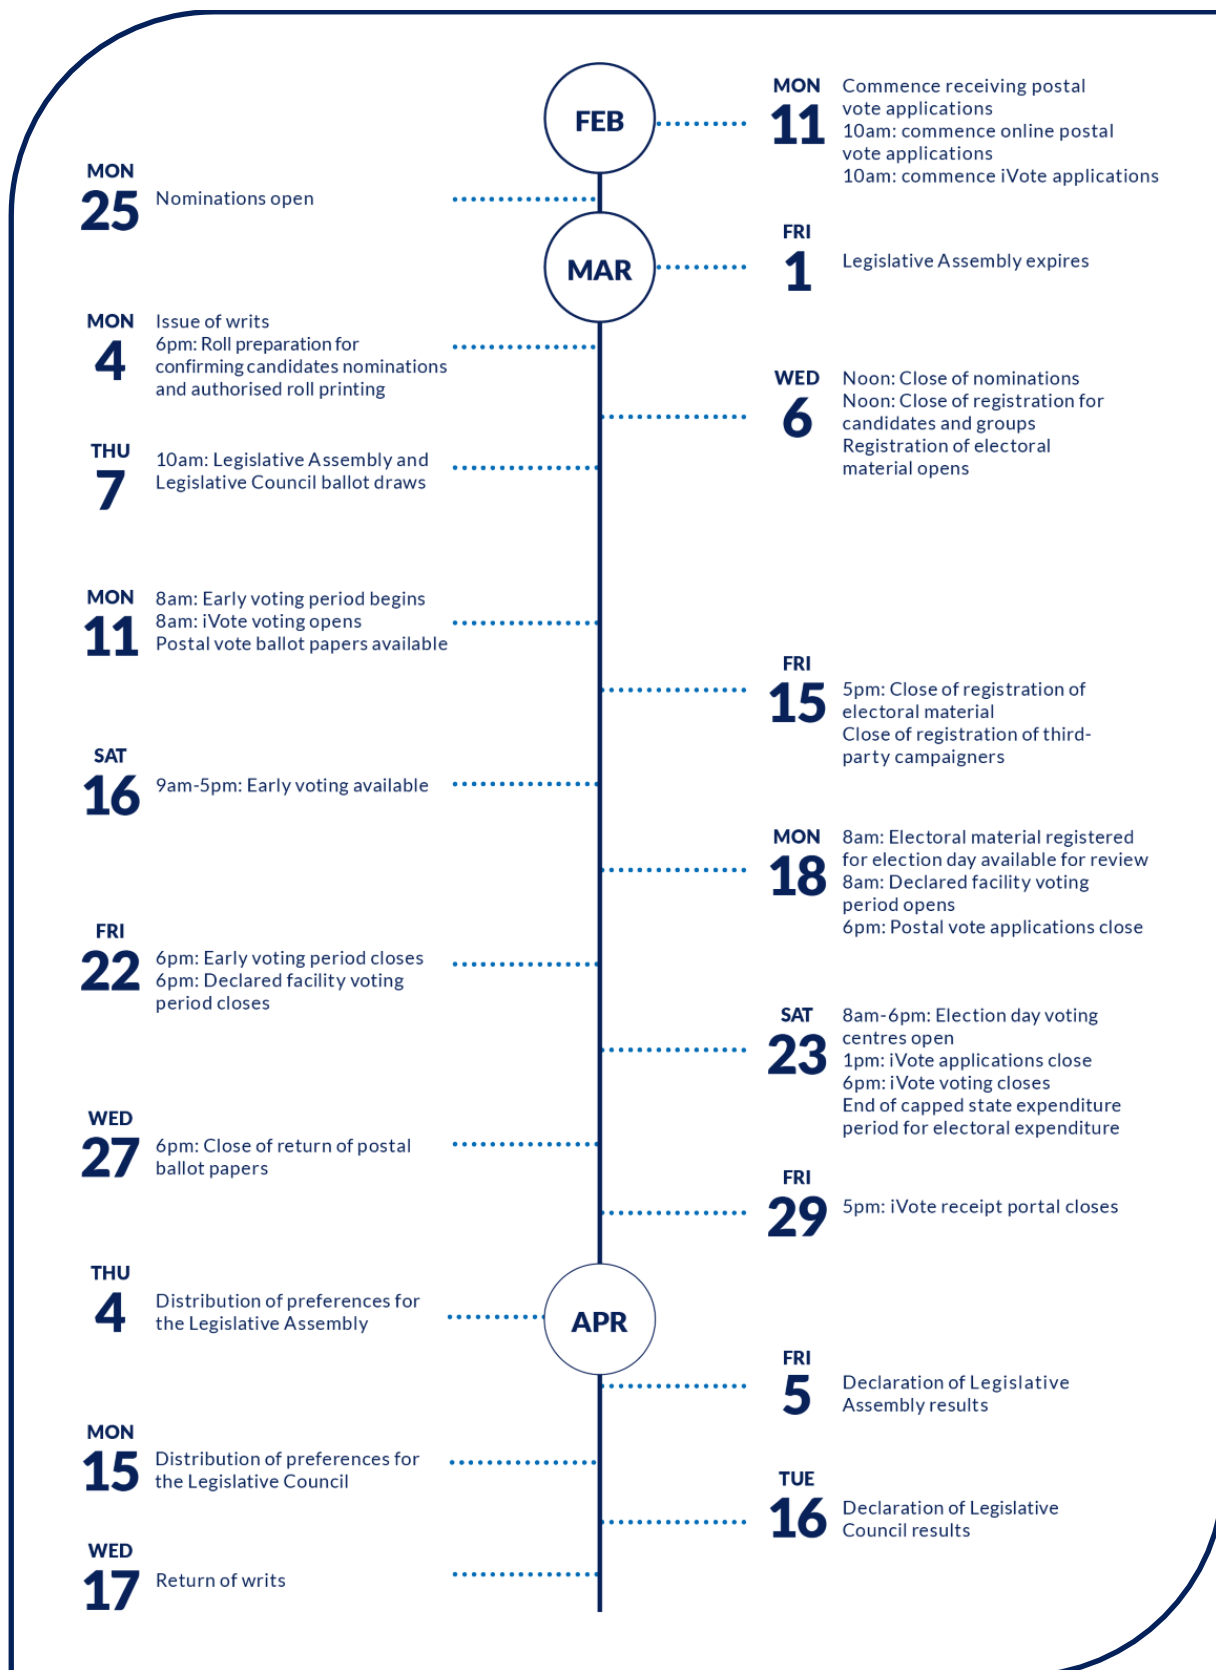 FEB
MON
11
Commence receiving postal
vote applications
10am: commence online postal
vote applications
10am: commence iVote applications
MON
25
Nominations open
MAR
FRI
1
Legislative Assembly expires
MON
4
Issue of writs
6pm: Roll preparation for
confirming candidates nominations
and authorised roll printing
WED
6
Noon: Close of nominations
Noon: Close of registration for
candidates and groups
Registration of electoral
material opens
THU
7
10am: Legislative Assembly and
Legislative Council ballot draws
MON
11
8am: Early voting period begins
8am: iVote voting opens
Postal vote ballot papers available
FRI
15
5pm: Close of registration of
electoral material
Close of registration of third-
party campaigners
SAT
16
9am-5pm: Early voting available
MON
18
8am: Electoral material registered
for election day available for review
8am: Declared facility voting
period opens
6pm: Postal vote applications close
FRI
22
6pm: Early voting period closes
6pm: Declared facility voting
period closes
SAT
23
8am-6pm: Election day voting
centres open
1pm: iVote applications close
6pm: iVote voting closes
End of capped state expenditure
period for electoral expenditure
WED
27
6pm: Close of return of postal
ballot papers
FRI
29
5pm: iVote receipt portal closes
THU
4
Distribution of preferences for
the Legislative Assembly
APR
FRI
5
Declaration of Legislative
Assembly results
MON
15
Distribution of preferences for
the Legislative Council
TUE
16
Declaration of Legislative
Council results
WED
17
Return of writs